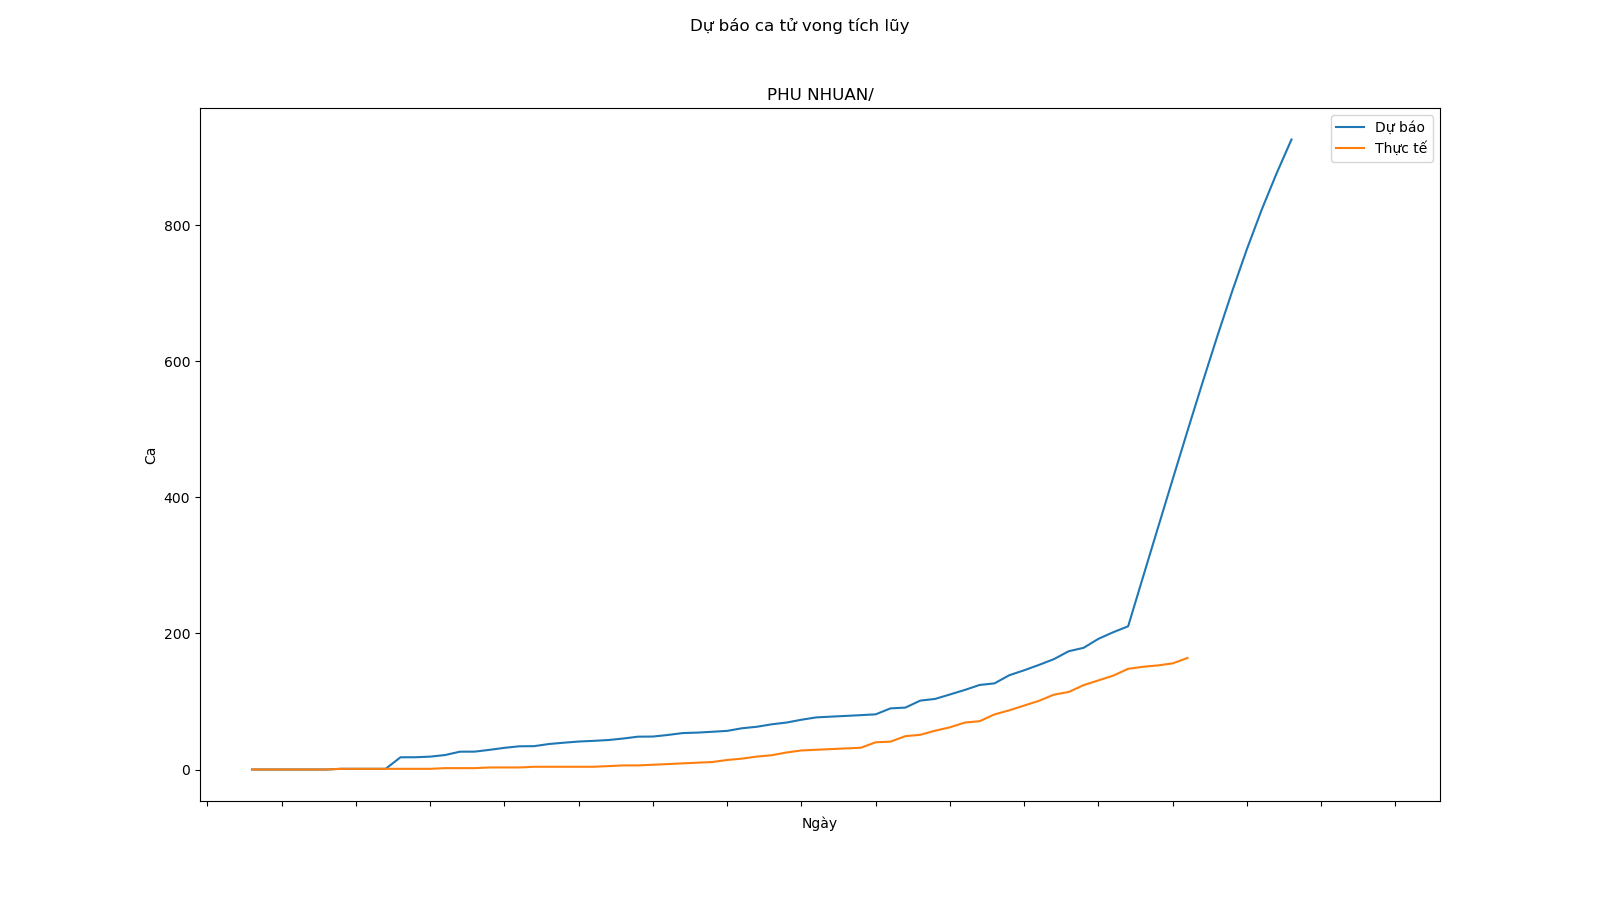 Dự báo ca tử vong tích lũy
PHU NHUAN/
Dự báo
Thực tế
800
600
400
200
0
Ca
Ngày